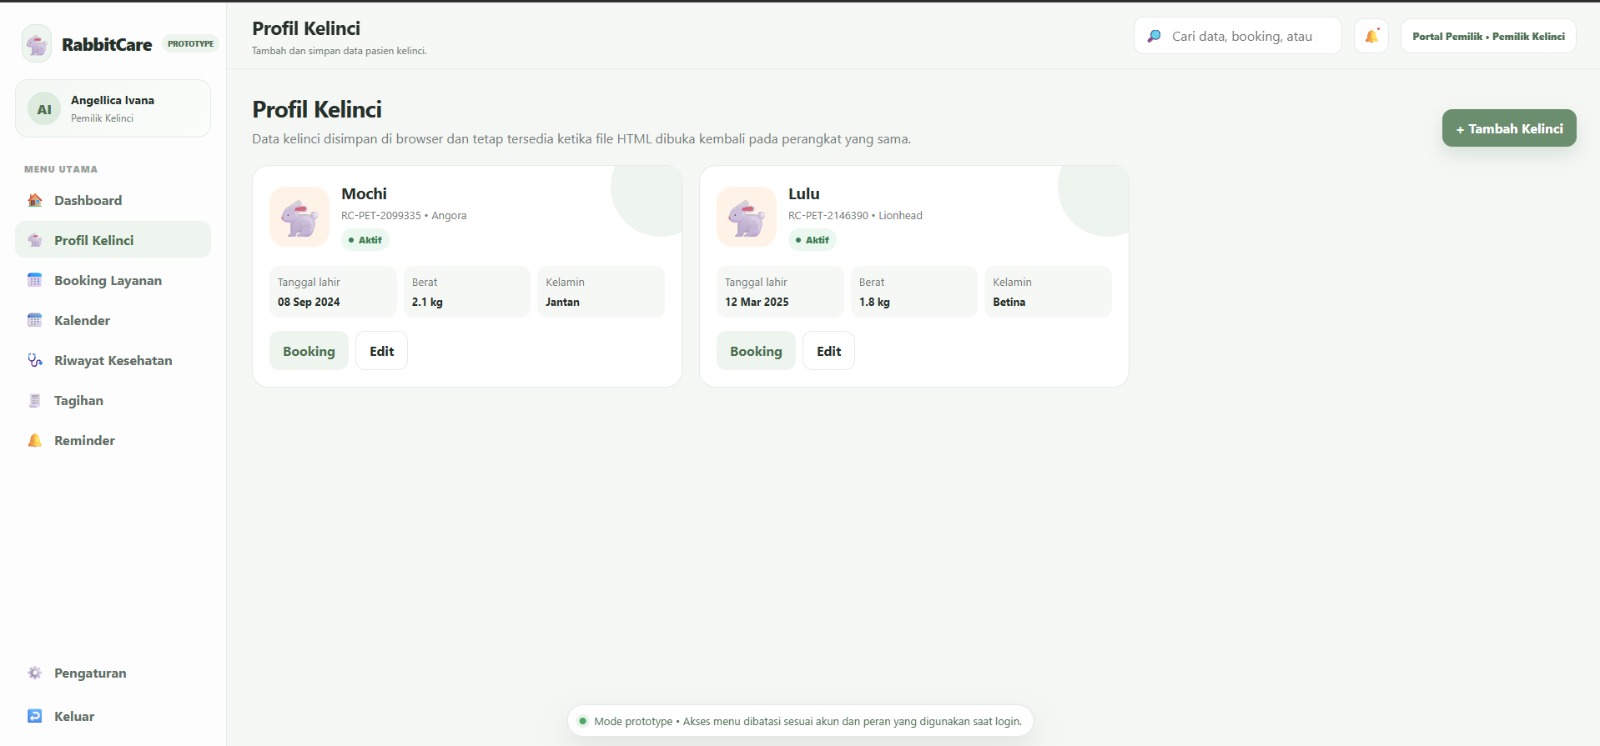 RabbitCare PROTOTYPE
AI
Angellica Ivana
Pemilik Kelinci
MENU UTAMA
Dashboard
Profil Kelinci
Booking Layanan
Kalender
Riwayat Kesehatan
Tagihan
Reminder
Pengaturan
Keluar
Profil Kelinci
Tambah dan simpan data pasien kelinci.
Cari data, booking, atau
Portal Pemilik • Pemilik Kelinci
Profil Kelinci
Data kelinci disimpan di browser dan tetap tersedia ketika file HTML dibuka kembali pada perangkat yang sama.
+ Tambah Kelinci
Mochi
RC-PET-2099335 • Angora
Aktif
Tanggal lahir
08 Sep 2024
Berat
2.1 kg
Kelamin
Jantan
Booking
Edit
Lulu
RC-PET-2146390 • Lionhead
Aktif
Tanggal lahir
12 Mar 2025
Berat
1.8 kg
Kelamin
Betina
Booking
Edit
Mode prototype • Akses menu dibatasi sesuai akun dan peran yang digunakan saat login.